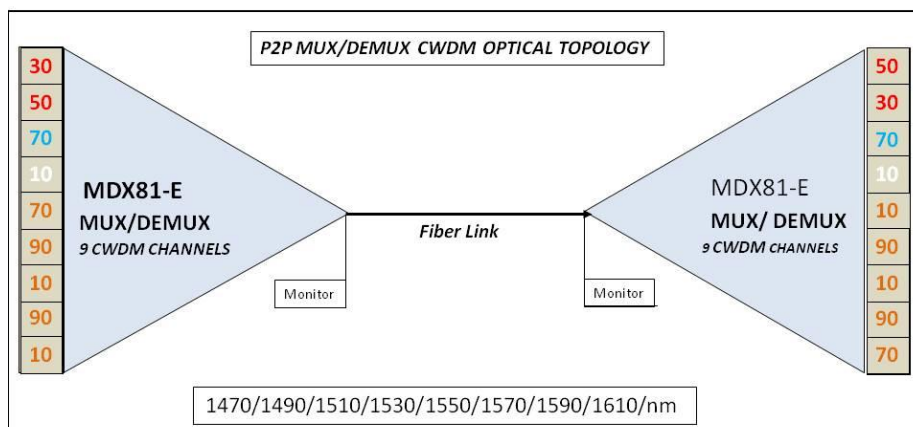 P2P MUX/DEMUX CWDM OPTICAL TOPOLOGY
30
50
70
10
70
90
10
90
10
MDX81-E
MUX/DEMUX
9 CWDM CHANNELS
Fiber Link
Monitor
Monitor
MDX81-E
MUX/ DEMUX
9 CWDM CHANNELS
50
30
70
10
10
90
10
90
70
1470/1490/1510/1530/1550/1570/1590/1610/nm